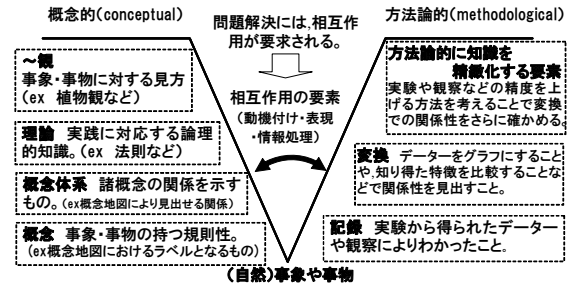 概念的(conceptual)
問題解決には,相互作
用が要求される。
方法論的(methodological)
～観
事象・事物に対する見方
(ex 植物観など)
理論 実践に対応する論理
的知識。(ex 法則など)
概念体系 諸概念の関係を示す
もの。(ex概念地図により見出せる関係)
概念 事象・事物の持つ規則性。
(ex概念地図におけるラベルとなるもの)
相互作用の要素
(動機付け・表現
・情報処理)
方法論的に知識を
精緻化する要素
実験や観察などの精度を上
げる方法を考えることで変換
での関係性をさらに確かめる。
変換 データーをグラフにすること
や,知り得た特徴を比較することな
どで関係性を見出すこと。
記録 実験から得られたデーター
や観察によりわかったこと。
(自然)事象や事物